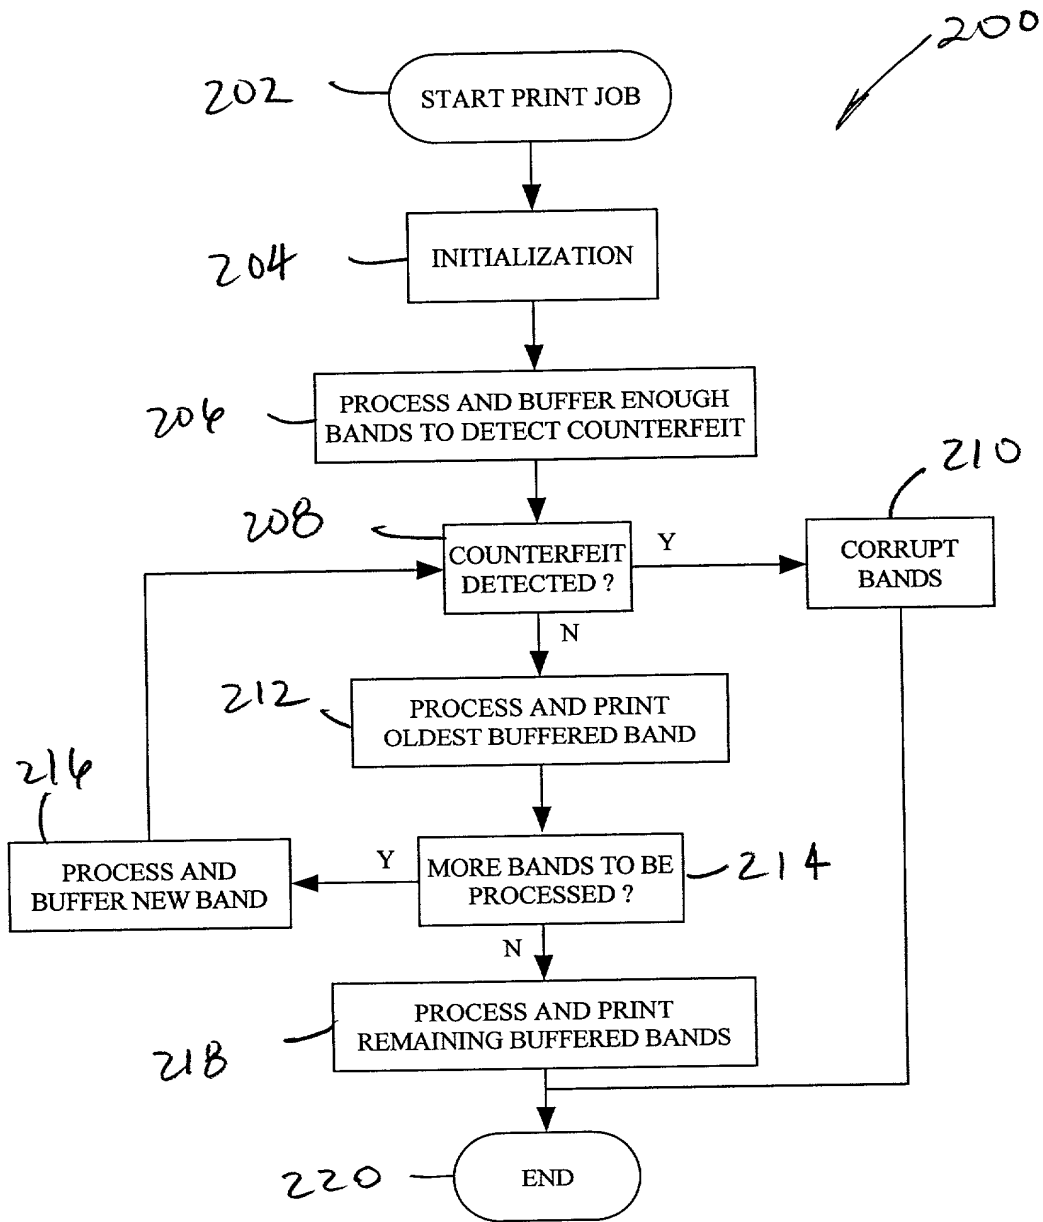 200
202
START PRINT JOB
204
INITIALIZATION
206
PROCESS AND BUFFER ENOUGH
BANDS TO DETECT COUNTERFEIT
210
208
COUNTERFEIT
DETECTED ?
Y
CORRUPT
BANDS
N
212
PROCESS AND PRINT
OLDEST BUFFERED BAND
216
PROCESS AND
BUFFER NEW BAND
Y
MORE BANDS TO BE
PROCESSED ?
214
N
PROCESS AND PRINT
REMAINING BUFFERED BANDS
218
220
END